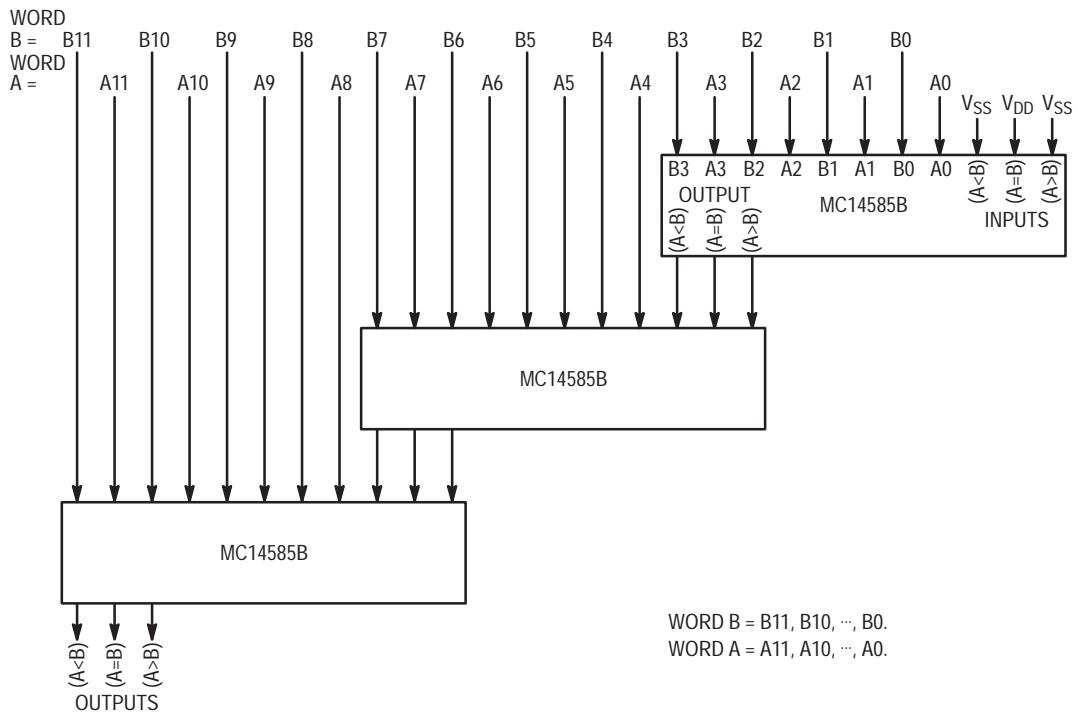 WORD
B = B11 B10 B9 B8 B7 B6 B5 B4 B3 B2 B1 B0
WORD
A = A11 A10 A9 A8 A7 A6 A5 A4 A3 A2 A1 A0
VSS VDD VSS
B3 A3 B2 A2 B1 A1 B0 A0 (A<B) (A=B) (A>B)
OUTPUT
MC14585B
INPUTS
(A<B) (A=B) (A>B)
MC14585B
MC14585B
(A<B) (A=B) (A>B)
OUTPUTS
WORD B = B11, B10, ···, B0.
WORD A = A11, A10, ···, A0.